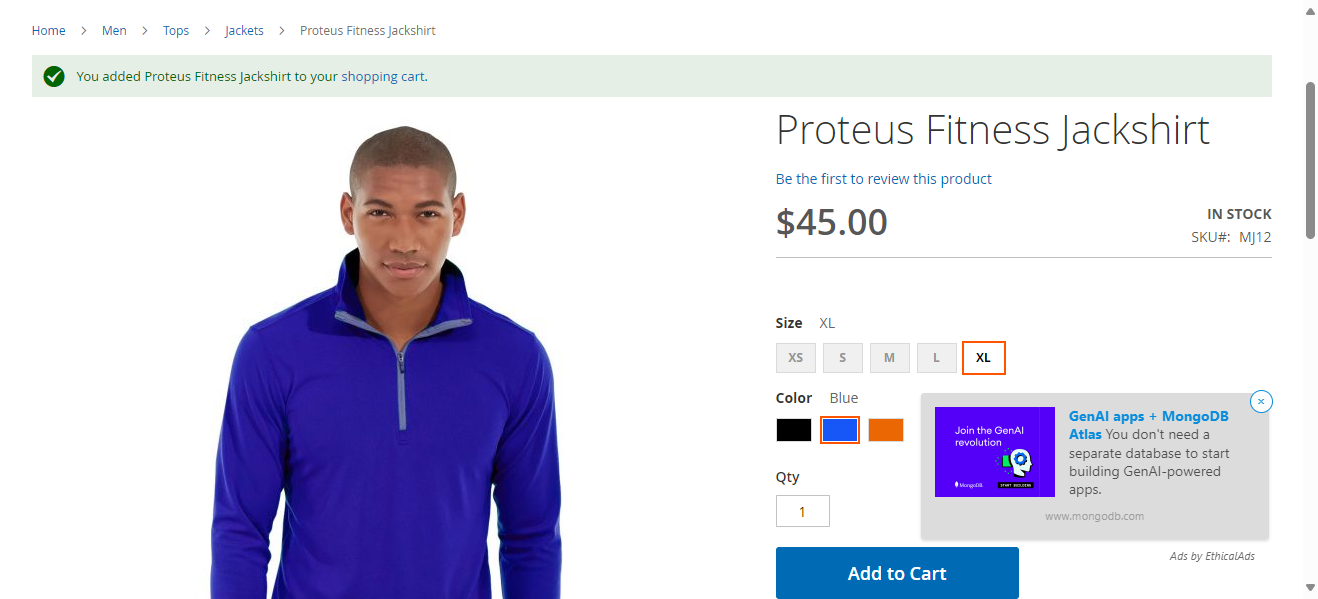 Home > Men > Tops > Jackets > Proteus Fitness Jackshirt
You added Proteus Fitness Jackshirt to your shopping cart.
Proteus Fitness Jackshirt
Be the first to review this product
$45.00
IN STOCK
SKU#: MJ12
Size XL
XS S M L XL
Color Blue
Join the GenAI
revolution
MongoDB
START BUILDING
GenAI apps + MongoDB
Atlas You don't need a
separate database to start
building GenAI-powered
apps.
www.mongodb.com
Ads by EthicalAds
Qty
1
Add to Cart